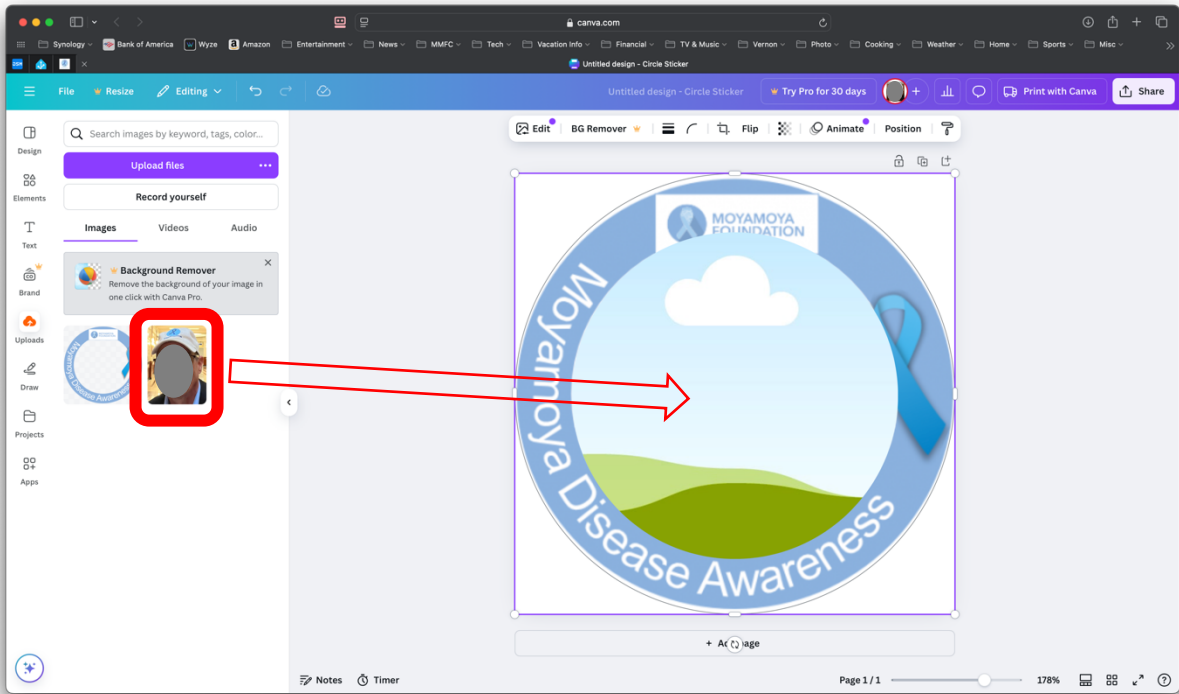 canva.com
Synology
Bank of America
Wyze
Amazon
Entertainment
News
MMFC
Tech
Vacation Info
Financial
TV & Music
Vernon
Photo
Cooking
Weather
Home
Sports
Misc
Untitled design - Circle Sticker
File
Resize
Editing
Untitled design - Circle Sticker
Try Pro for 30 days
Print with Canva
Share
Design
Elements
Text
Brand
Uploads
Draw
Projects
Apps
Search images by keyword, tags, color...
Upload files
Record yourself
Images Videos Audio
Background Remover
Remove the background of your image in
one click with Canva Pro.
Moyamoya Disease Awareness
Edit
BG Remover
Flip
Animate
Position
MOYAMOYA
FOUNDATION
Moyamoya Disease Awareness
+
Notes
Timer
Page 1 / 1
178%